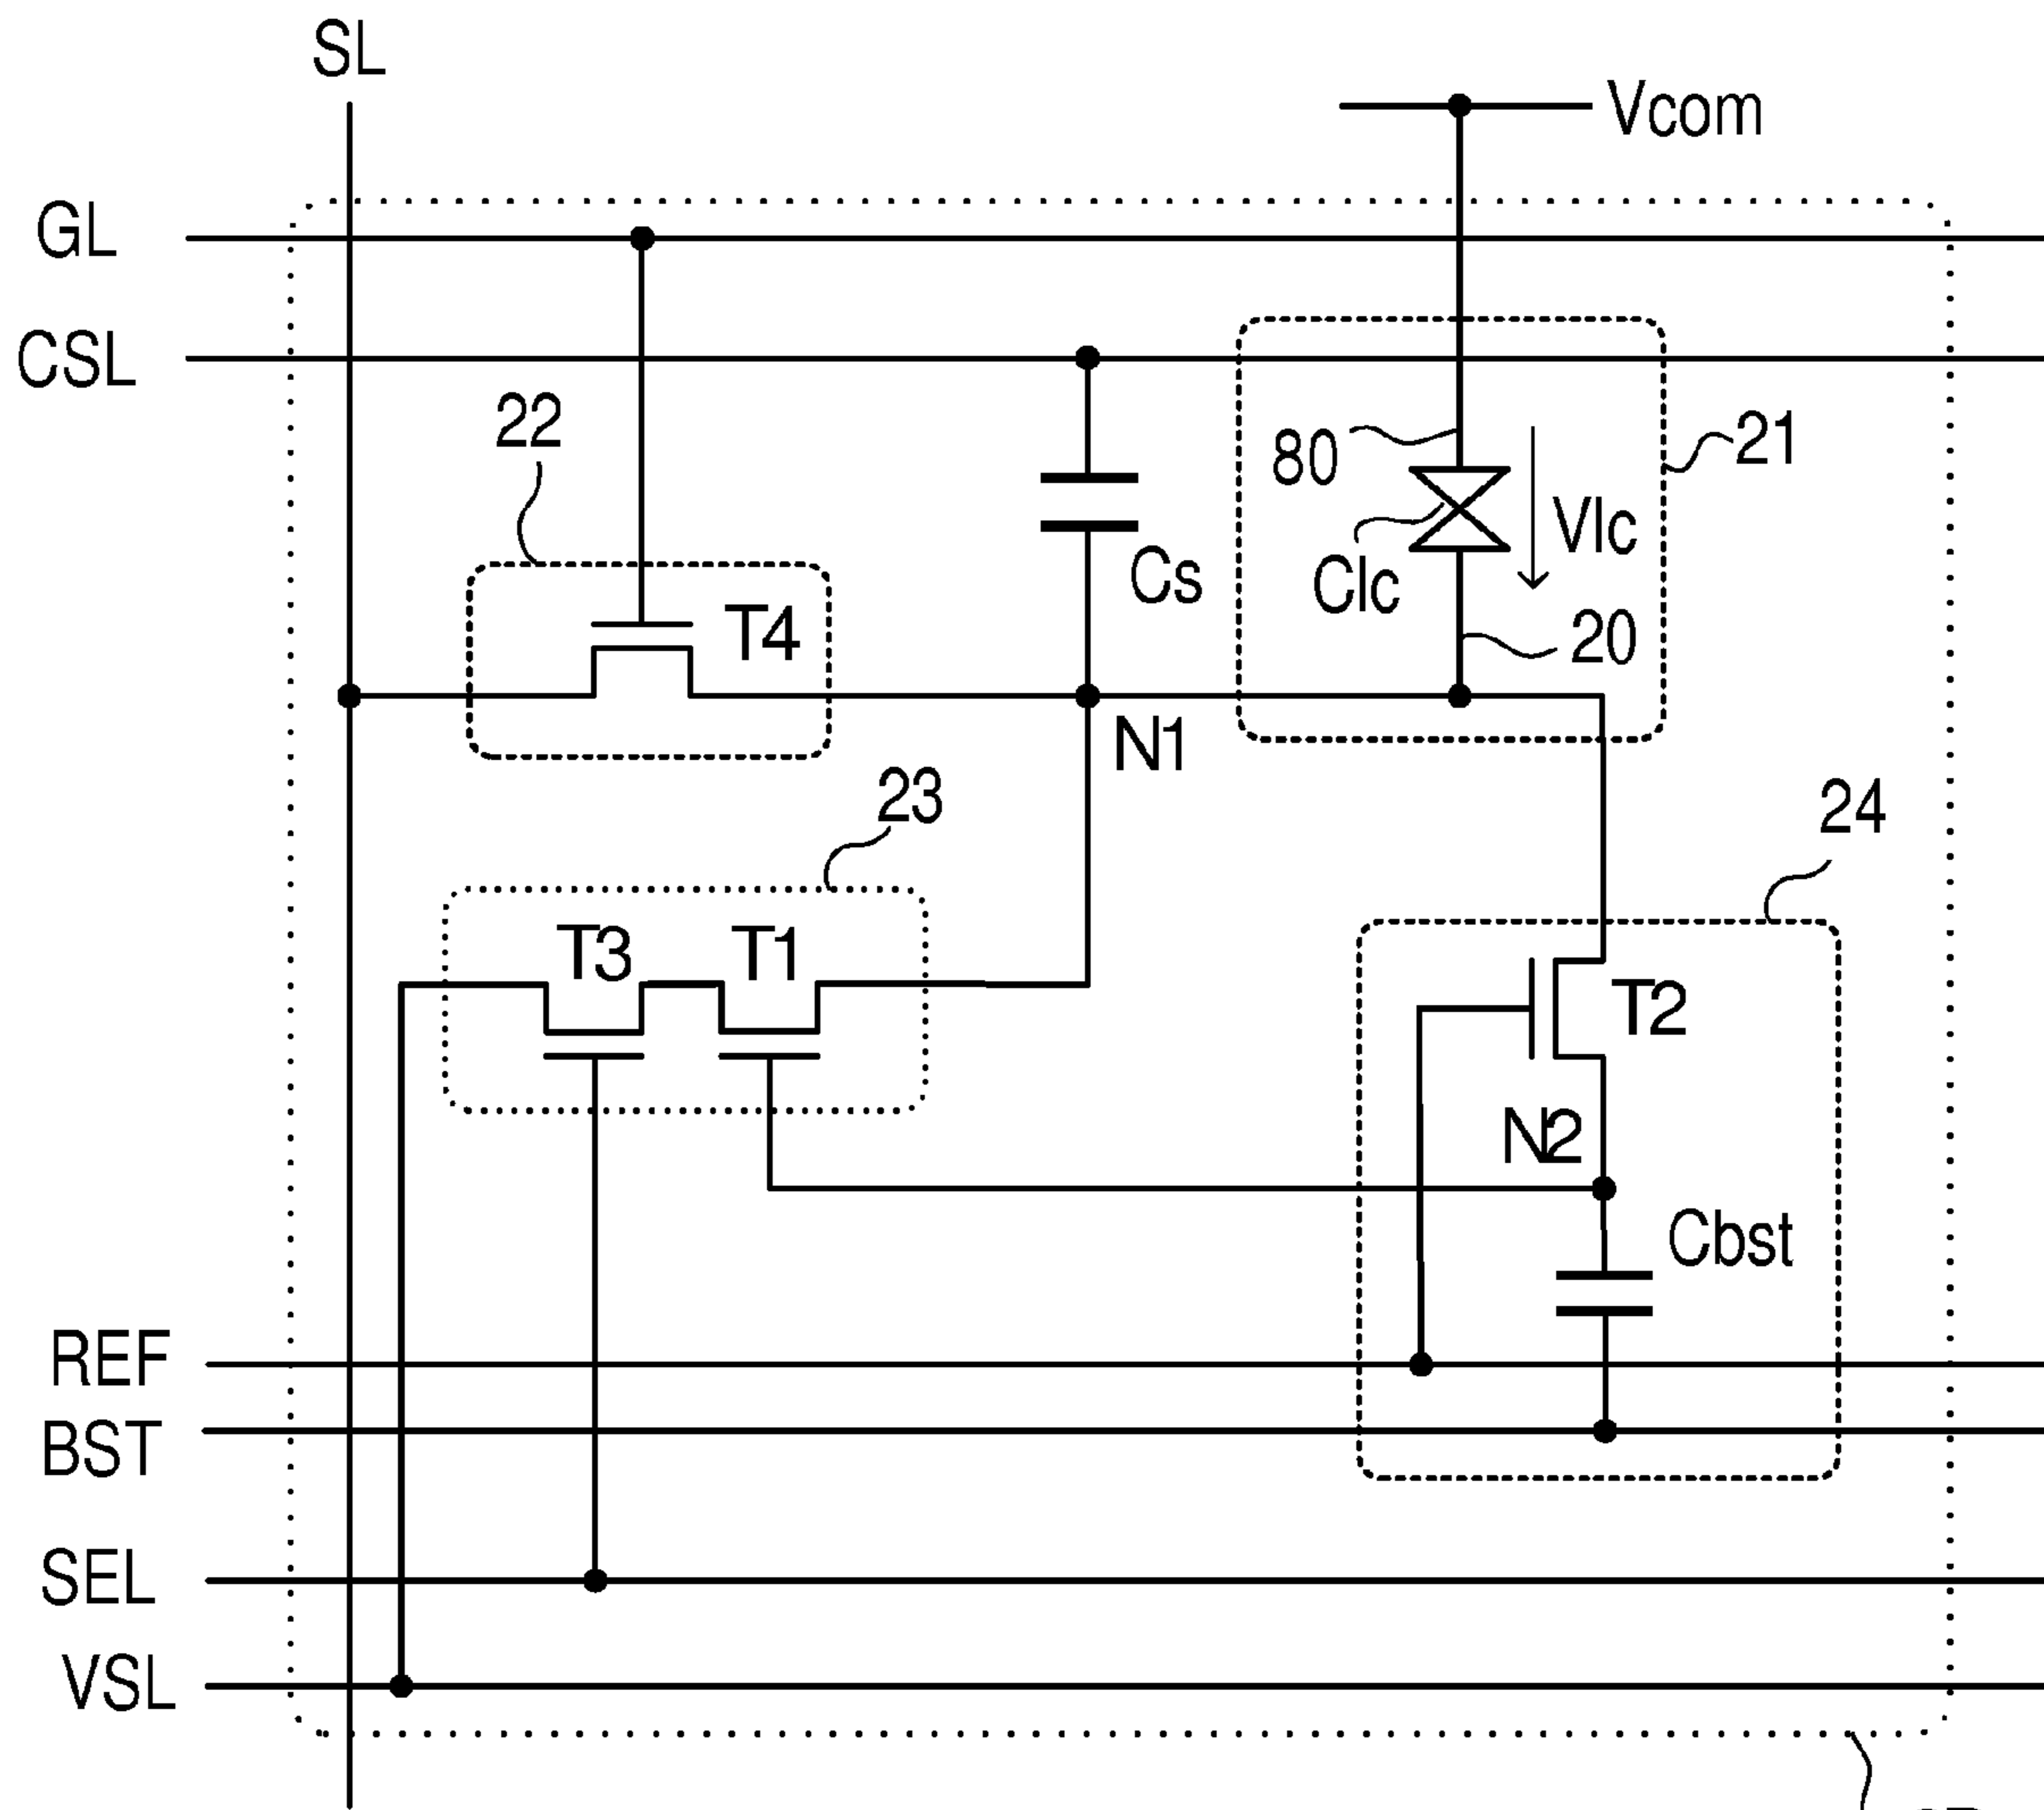 SL
Vcom
GL
CSL
22
80
21
Vlc
Cs
Clc
20
T4
N1
23
24
T3
T1
T2
N2
Cbst
REF
BST
SEL
VSL